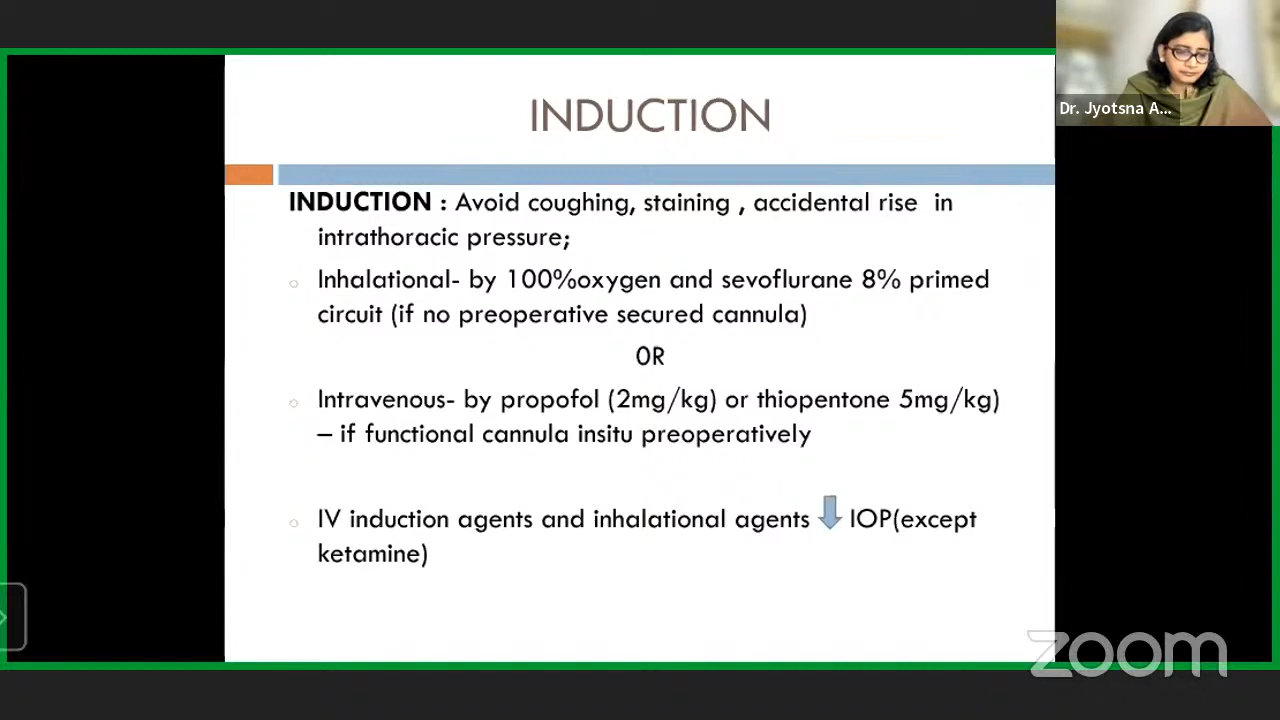 INDUCTION
Dr. Jyotsna A...
INDUCTION : Avoid coughing, staining , accidental rise in
intrathoracic pressure;
Inhalational- by 100%oxygen and sevoflurane 8% primed
circuit (if no preoperative secured cannula)
0R
Intravenous- by propofol (2mg/kg) or thiopentone 5mg/kg)
– if functional cannula insitu preoperatively
IV induction agents and inhalational agents IOP(except
ketamine)
zoom